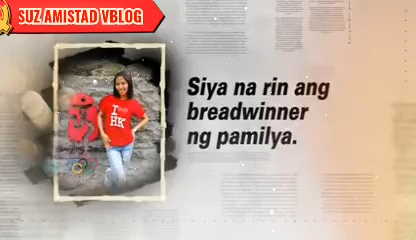 SUZ AMISTAD VBLOG
Siya na rin ang
breadwinner
ng pamilya.
I
HK